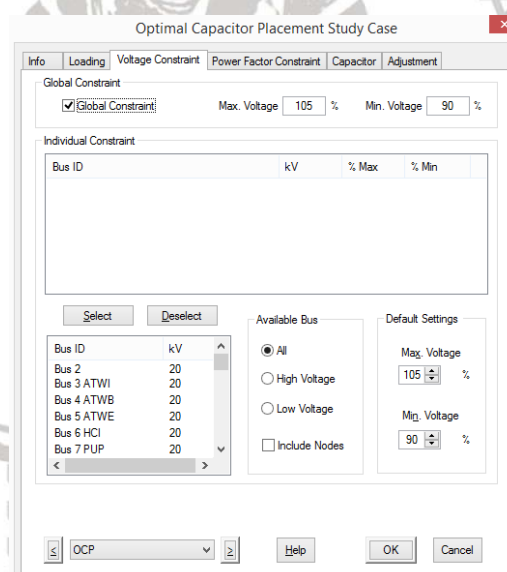 Optimal Capacitor Placement Study Case
Info Loading Voltage Constraint Power Factor Constraint Capacitor Adjustment
Global Constraint
Global Constraint Max. Voltage 105 % Min. Voltage 90 %
Individual Constraint
Bus ID kV % Max % Min
Select Deselect
Bus ID kV
Bus 2 20
Bus 3 ATWI 20
Bus 4 ATWB 20
Bus 5 ATWE 20
Bus 6 HCI 20
Bus 7 PUP 20
Available Bus
All
High Voltage
Low Voltage
Include Nodes
Default Settings
Max. Voltage
105 %
Min. Voltage
90 %
< OCP > Help OK Cancel